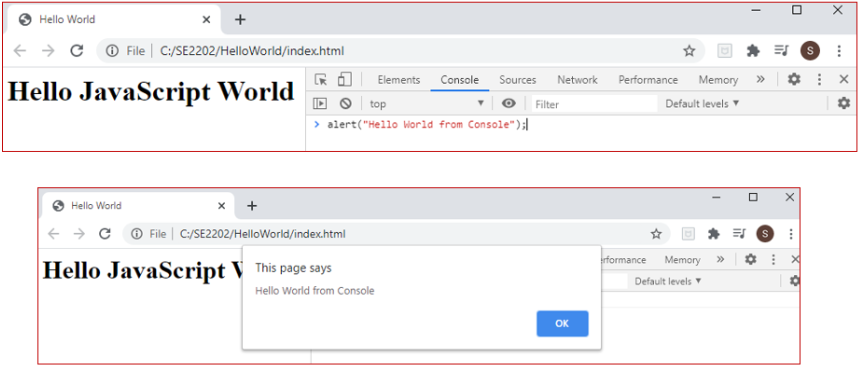 Hello World
File | C:/SE2202/HelloWorld/index.html
S
Hello JavaScript World
Elements Console Sources Network Performance Memory »
top Filter Default levels ▼
> alert("Hello World from Console");
Hello World
File | C:/SE2202/HelloWorld/index.html
S
Hello JavaScript
This page says
Hello World from Console
OK
rformance Memory »
Default levels ▼